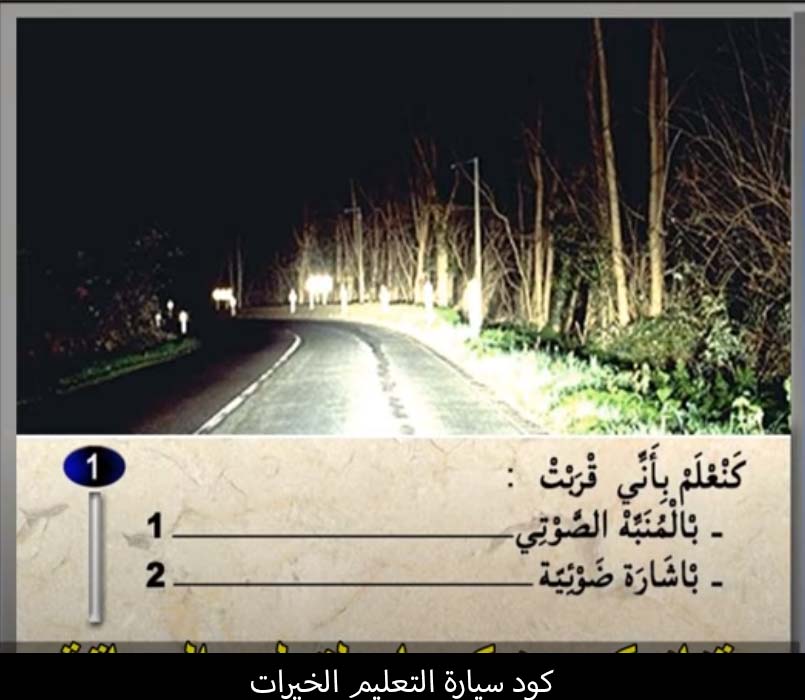 1
كَنْعْلَمْ بِأَنِّي قْرَبْتْ :
- بْالْمُنَبِّهْ الصَّوْتِي 1
- بْاشَارَة ضَوْئِيّة 2
كود سيارة التعليم الخيرات